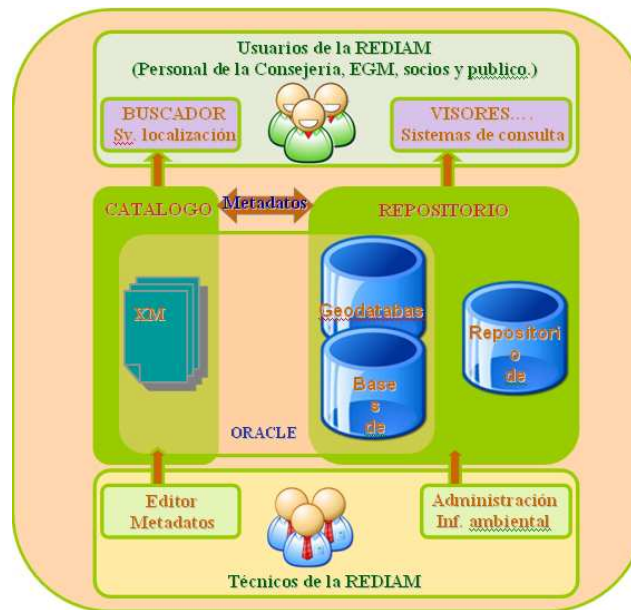 Usuarios de la REDIAM
(Personal de la Consejería, EGM, socios y publico.)
BUSCADOR
Sv. localización
VISORES....
Sistemas de consulta
CATALOGO
Metadatos
REPOSITORIO
XM
Geodatabas
Repositori
o
de
Base
s
de
ORACLE
Editor
Metadatos
Administración
Inf. ambiental
Técnicos de la REDIAM